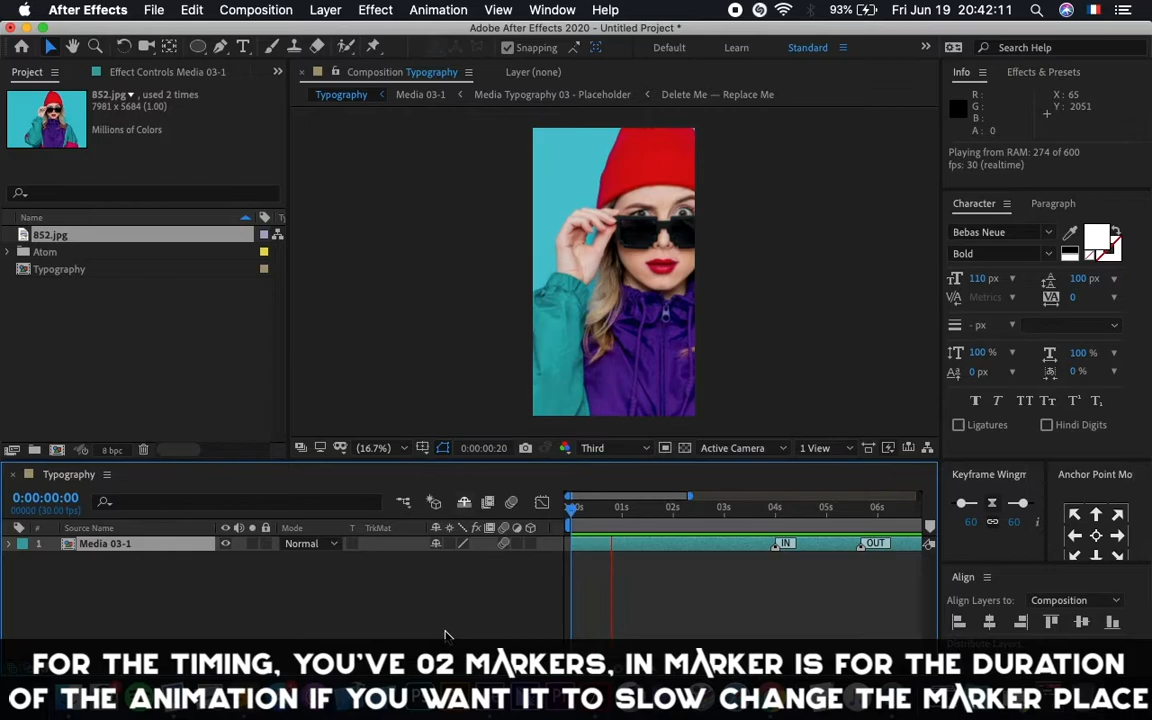 After Effects File Edit Composition Layer Effect Animation View Window Help 93% Fri Jun 19 20:42:11
Adobe After Effects 2020 - Untitled Project *
Snapping Default Learn Standard Search Help
Project Effect Controls Media 03-1 Composition Typography Layer (none) Info Effects & Presets
852.jpg , used 2 times
7981 x 5684 (1.00)
Millions of Colors
Typography Media 03-1 Media Typography 03 - Placeholder Delete Me — Replace Me
R : X : 65
G : Y : 2051
B :
A : 0
Playing from RAM: 274 of 600
fps: 30 (realtime)
Name
852.jpg
Atom
Typography
Character Paragraph
Bebas Neue
Bold
110 px 100 px
Metrics 0
- px
100 % 100 %
0 px 0 %
Ligatures Hindi Digits
8 bpc (16.7%) 0:00:00:20 Third Active Camera 1 View
Typography
0:00:00:00
00000 (30.00 fps)
01s 02s 03s 04s 05s 06s
# Source Name Mode T TrkMat
1 Media 03-1 Normal IN OUT
Keyframe Wingm Anchor Point Mo
60 60
Align
Align Layers to: Composition
FOR THE TIMING, YOU'VE 02 MARKERS, IN MARKER IS FOR THE DURATION
OF THE ANIMATION IF YOU WANT IT TO SLOW CHANGE THE MARKER PLACE